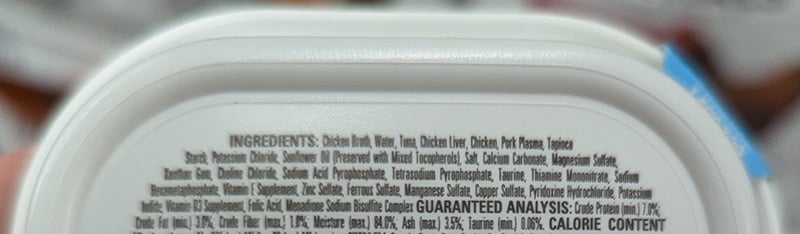 INGREDIENTS: Chicken Broth, Water, Tuna, Chicken Liver, Chicken, Pork Plasma, Tapioca
Starch, Potassium Chloride, Sunflower Oil (Preserved with Mixed Tocopherols), Salt, Calcium Carbonate, Magnesium Sulfate,
Xanthan Gum, Choline Chloride, Sodium Acid Pyrophosphate, Tetrasodium Pyrophosphate, Taurine, Thiamine Mononitrate, Sodium
Hexametaphosphate, Vitamin E Supplement, Zinc Sulfate, Ferrous Sulfate, Manganese Sulfate, Copper Sulfate, Pyridoxine Hydrochloride, Potassium
Iodide, Vitamin D3 Supplement, Folic Acid, Menadione Sodium Bisulfite Complex GUARANTEED ANALYSIS: Crude Protein (min.) 7.0%,
Crude Fat (min.) 3.0%, Crude Fiber (max.) 1.0%, Moisture (max.) 84.0%, Ash (max.) 3.5%, Taurine (min.) 0.06%. CALORIE CONTENT